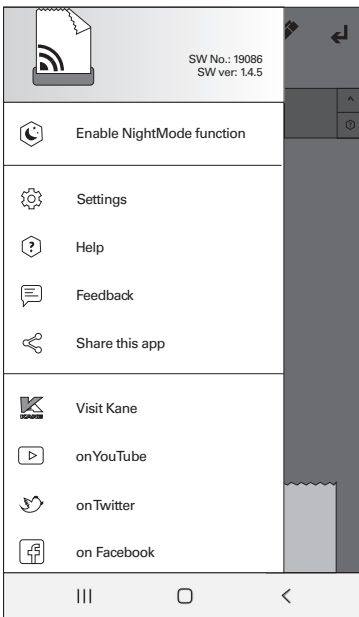 SW No.: 19086
SW ver: 1.4.5
Enable NightMode function
Settings
Help
Feedback
Share this app
KANE
Visit Kane
onYouTube
onTwitter
on Facebook